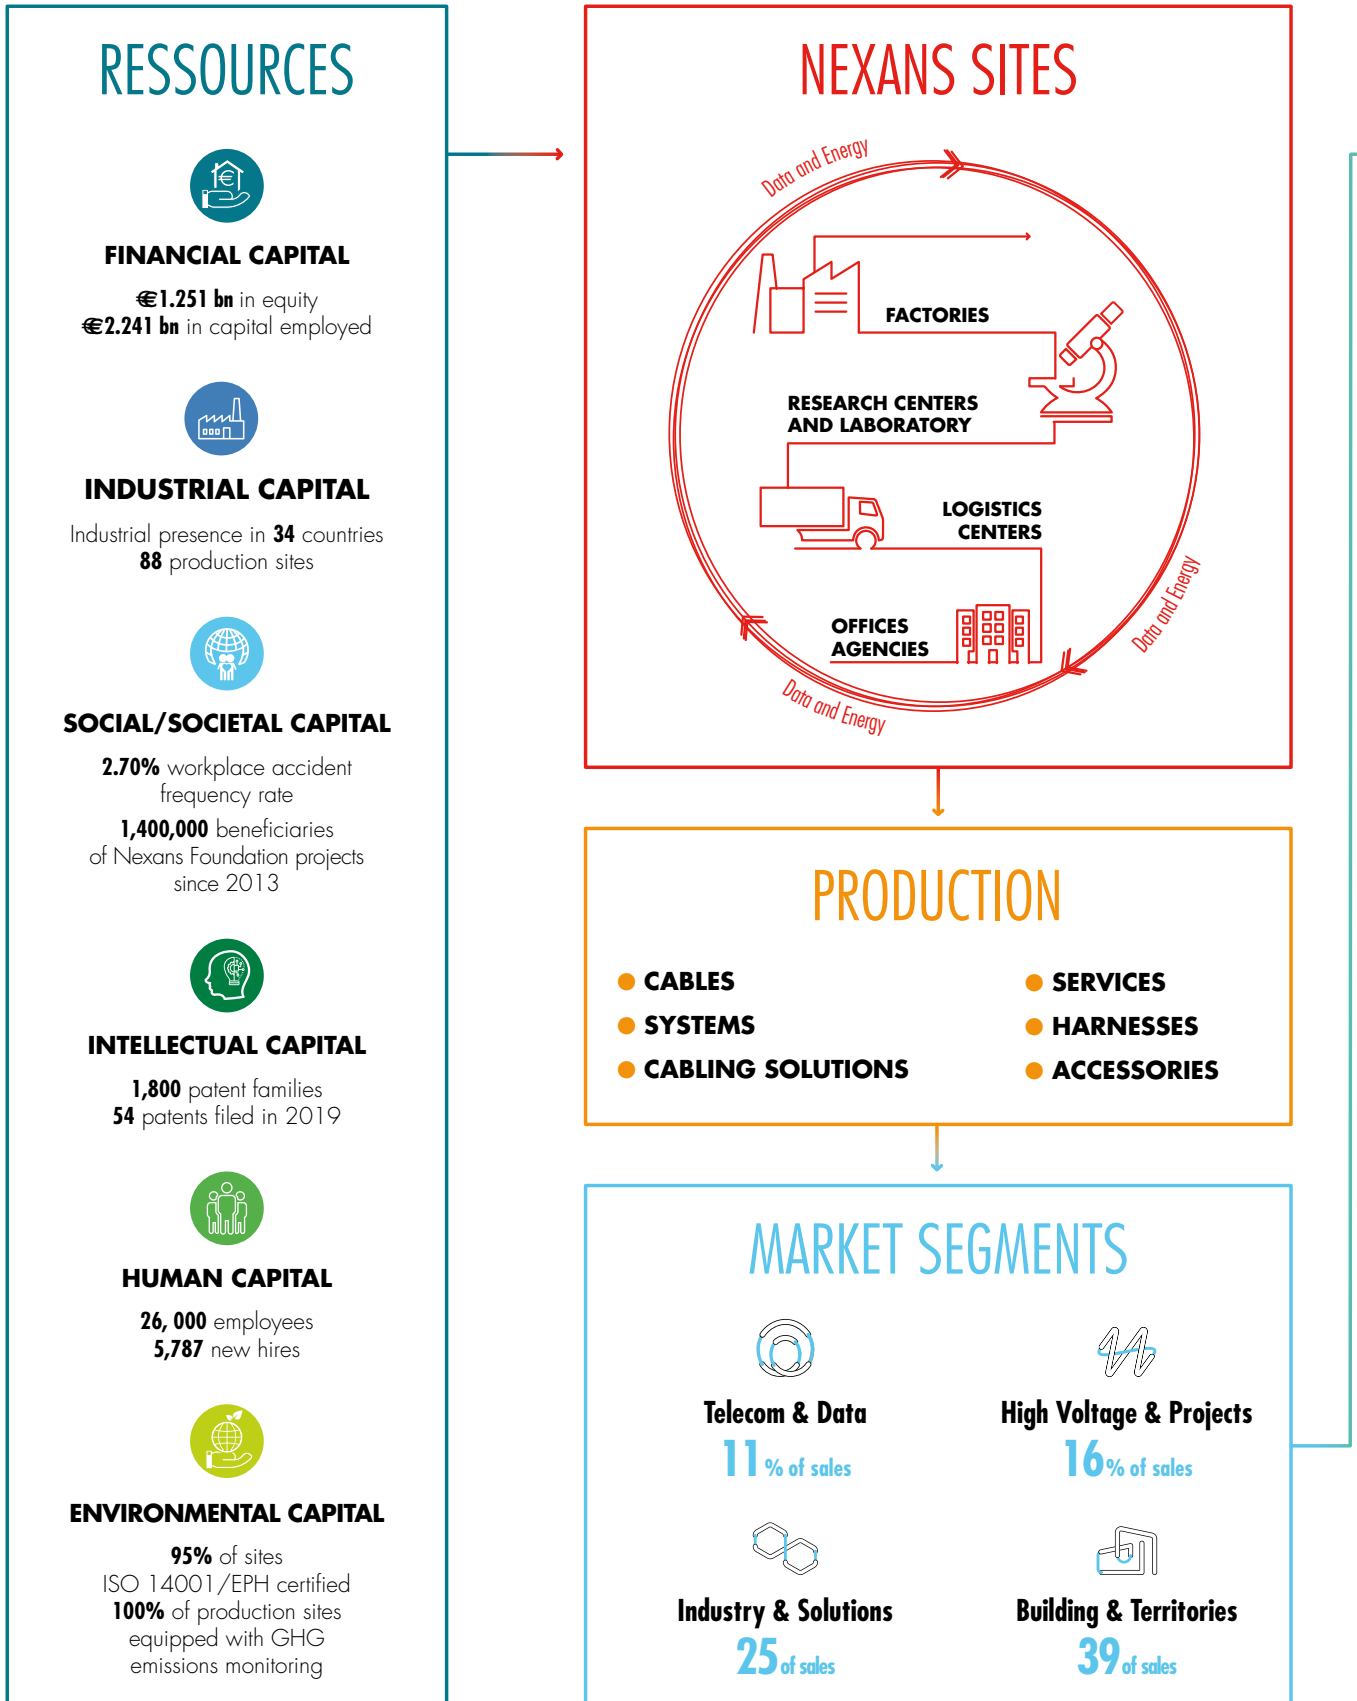 RESSOURCES
FINANCIAL CAPITAL
€1.251 bn in equity
€2.241 bn in capital employed
INDUSTRIAL CAPITAL
Industrial presence in 34 countries
88 production sites
SOCIAL/SOCIETAL CAPITAL
2.70% workplace accident
frequency rate
1,400,000 beneficiaries
of Nexans Foundation projects
since 2013
INTELLECTUAL CAPITAL
1,800 patent families
54 patents filed in 2019
HUMAN CAPITAL
26, 000 employees
5,787 new hires
ENVIRONMENTAL CAPITAL
95% of sites
ISO 14001/EPH certified
100% of production sites
equipped with GHG
emissions monitoring
NEXANS SITES
Data and Energy
FACTORIES
RESEARCH CENTERS
AND LABORATORY
LOGISTICS
CENTERS
Data and Energy
OFFICES
AGENCIES
Data and Energy
PRODUCTION
CABLES
SYSTEMS
CABLING SOLUTIONS
SERVICES
HARNESSES
ACCESSORIES
MARKET SEGMENTS
Telecom & Data
11% of sales
High Voltage & Projects
16% of sales
Industry & Solutions
25 of sales
Building & Territories
39 of sales